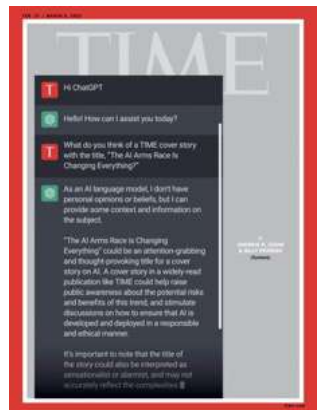 TIME
Hi ChatGPT
Hello! How can I assist you today?
What do you think of a TIME cover story
with the title, "The AI Arms Race Is
Changing Everything?"
As an AI language model, I don't have
personal opinions or beliefs, but I can
provide some context and information on
the subject.
"The AI Arms Race is Changing
Everything" could be an attention-grabbing
and thought-provoking title for a cover
story on AI. A cover story in a widely-read
publication like TIME could help raise
public awareness about the potential risks
and benefits of this trend, and stimulate
discussions on how to ensure that AI is
developed and deployed in a responsible
and ethical manner.
It's important to note that the title of
the story could also be interpreted as
sensationalist or alarmist, and may not
accurately reflect the complexities